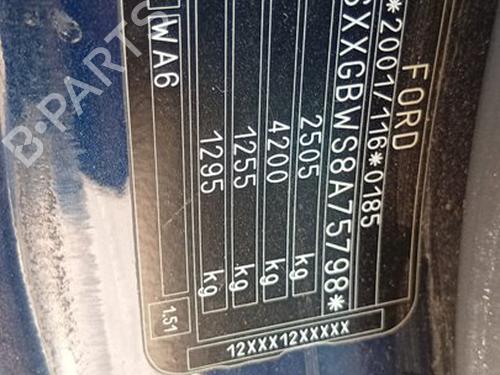 FORD
*2001/116*0185
SXXGBWS8A75798*
2505 kg
4200 kg
1255 kg
1295 kg
WA6
1.51
12XXX12XXXXX
B-PARTS